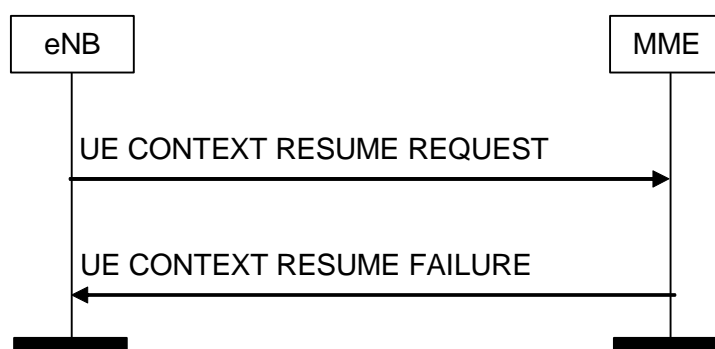 eNB
MME
UE CONTEXT RESUME REQUEST
UE CONTEXT RESUME FAILURE